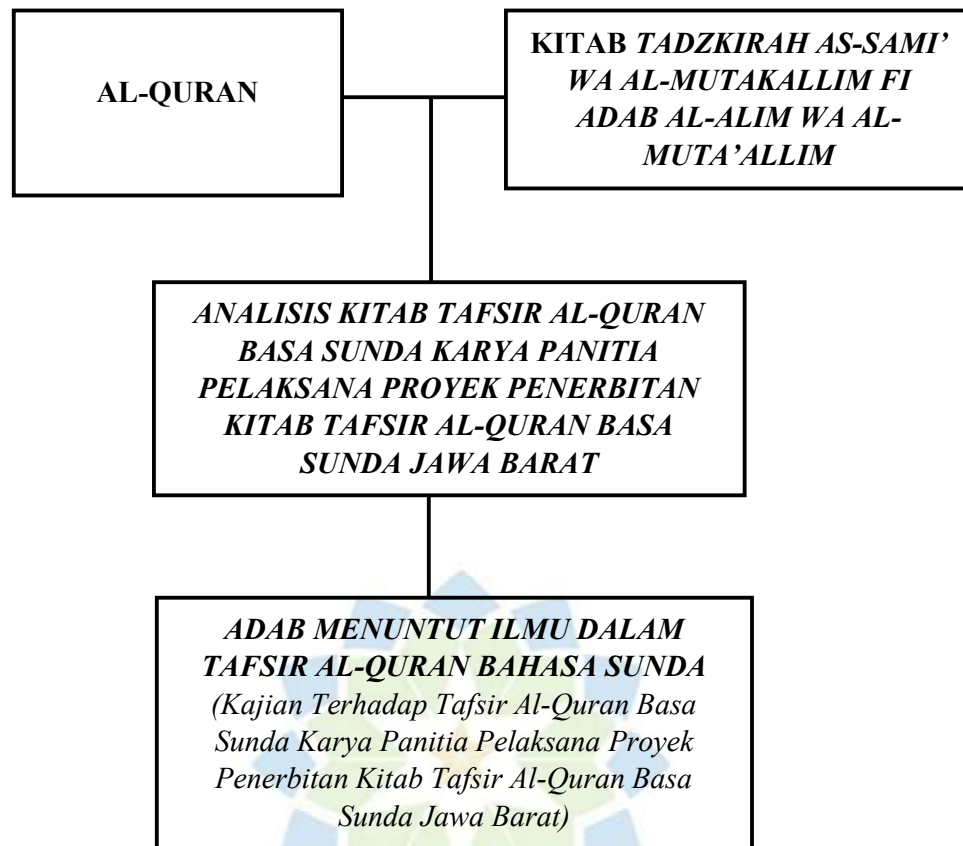 AL-QURAN
KITAB TADZKIRAH AS-SAMI’
WA AL-MUTAKALLIM FI
ADAB AL-ALIM WA AL-
MUTA’ALLIM
ANALISIS KITAB TAFSIR AL-QURAN
BASA SUNDA KARYA PANITIA
PELAKSANA PROYEK PENERBITAN
KITAB TAFSIR AL-QURAN BASA
SUNDA JAWA BARAT
ADAB MENUNTUT ILMU DALAM
TAFSIR AL-QURAN BAHASA SUNDA
(Kajian Terhadap Tafsir Al-Quran Basa
Sunda Karya Panitia Pelaksana Proyek
Penerbitan Kitab Tafsir Al-Quran Basa
Sunda Jawa Barat)